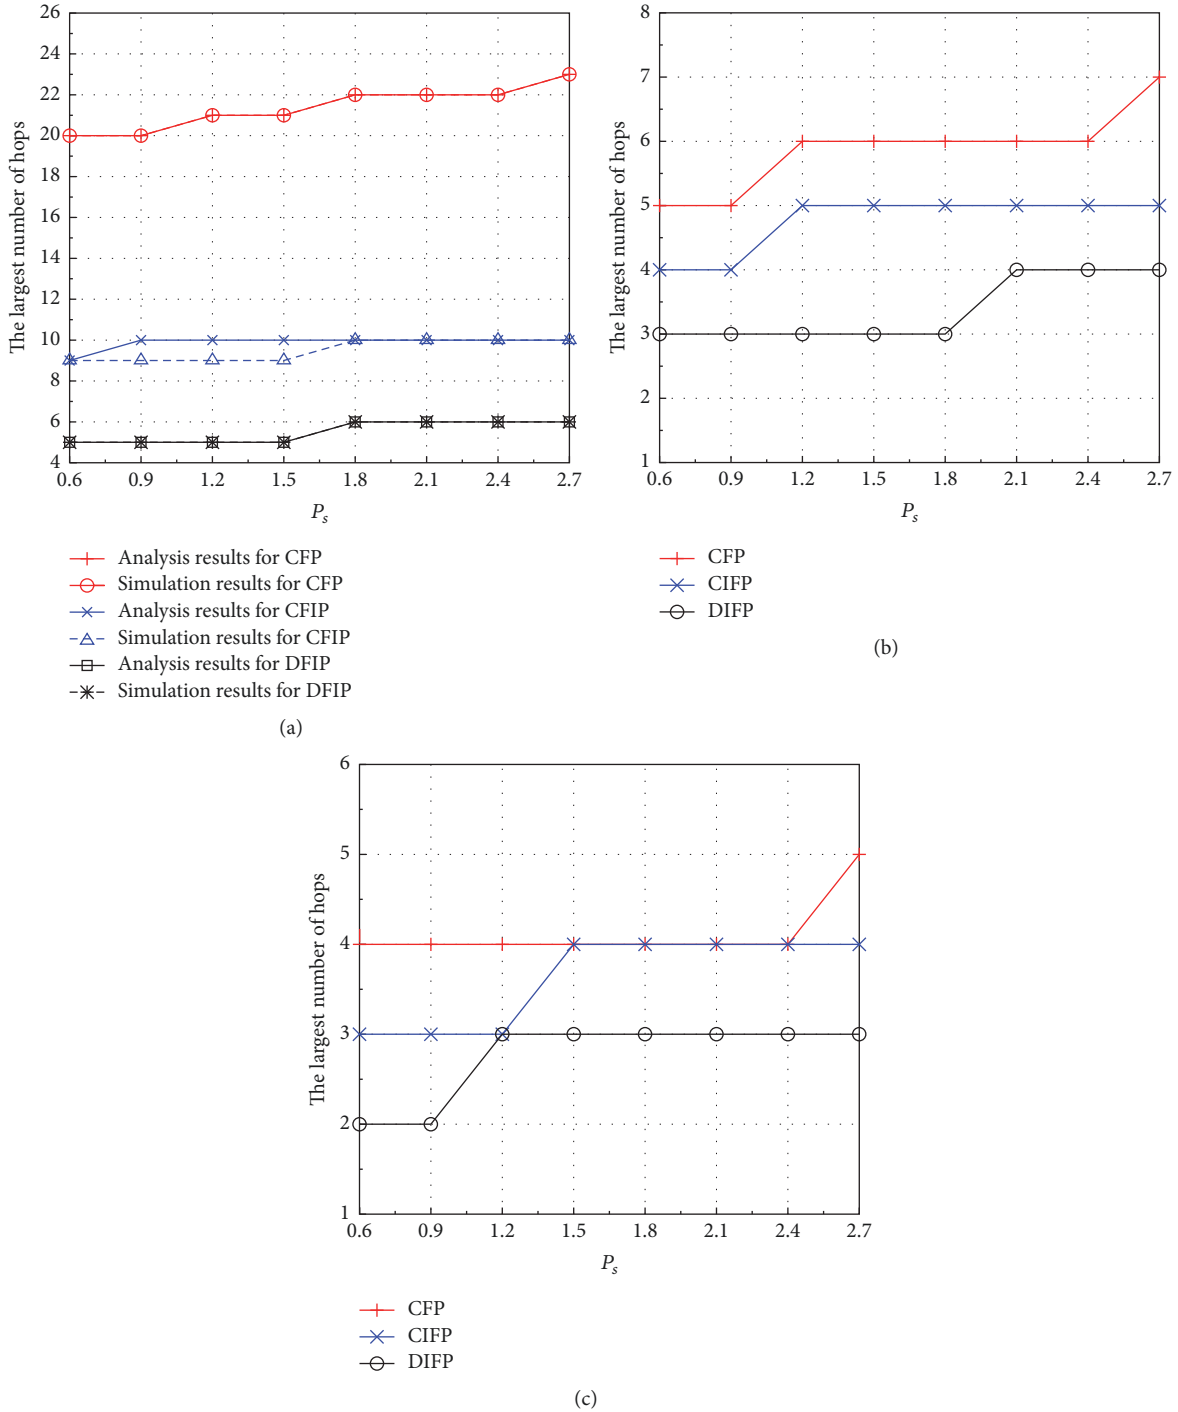 26
24
22
20
18
16
14
12
10
8
6
4
The largest number of hops
0.6 0.9 1.2 1.5 1.8 2.1 2.4 2.7
Ps
Analysis results for CFP
Simulation results for CFP
Analysis results for CFIP
Simulation results for CFIP
Analysis results for DFIP
Simulation results for DFIP
(a)
8
7
6
5
4
3
2
1
The largest number of hops
0.6 0.9 1.2 1.5 1.8 2.1 2.4 2.7
Ps
CFP
CIFP
DIFP
(b)
6
5
4
3
2
1
The largest number of hops
0.6 0.9 1.2 1.5 1.8 2.1 2.4 2.7
Ps
CFP
CIFP
DIFP
(c)